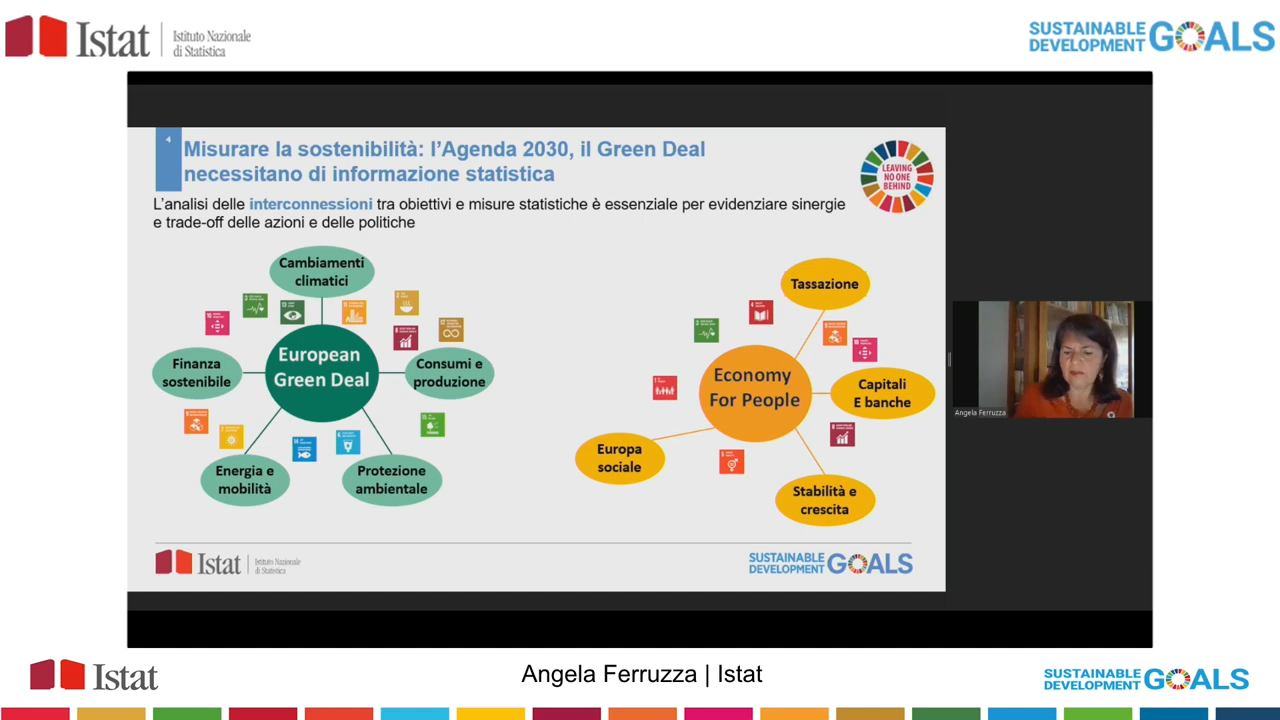 Istat
Istituto Nazionale
di Statistica
SUSTAINABLE
DEVELOPMENT
GOALS
4
Misurare la sostenibilità: l'Agenda 2030, il Green Deal
necessitano di informazione statistica
LEAVING
NO ONE
BEHIND
L'analisi delle interconnessioni tra obiettivi e misure statistiche è essenziale per evidenziare sinergie
e trade-off delle azioni e delle politiche
Cambiamenti
climatici
Finanza
sostenibile
European
Green Deal
Consumi e
produzione
Energia e
mobilità
Protezione
ambientale
Tassazione
Economy
For People
Capitali
E banche
Europa
sociale
Stabilità e
crescita
Istat
Istituto Nazionale
di Statistica
SUSTAINABLE
DEVELOPMENT
GOALS
Angela Ferruzza
Istat
Angela Ferruzza | Istat
SUSTAINABLE
DEVELOPMENT
GOALS